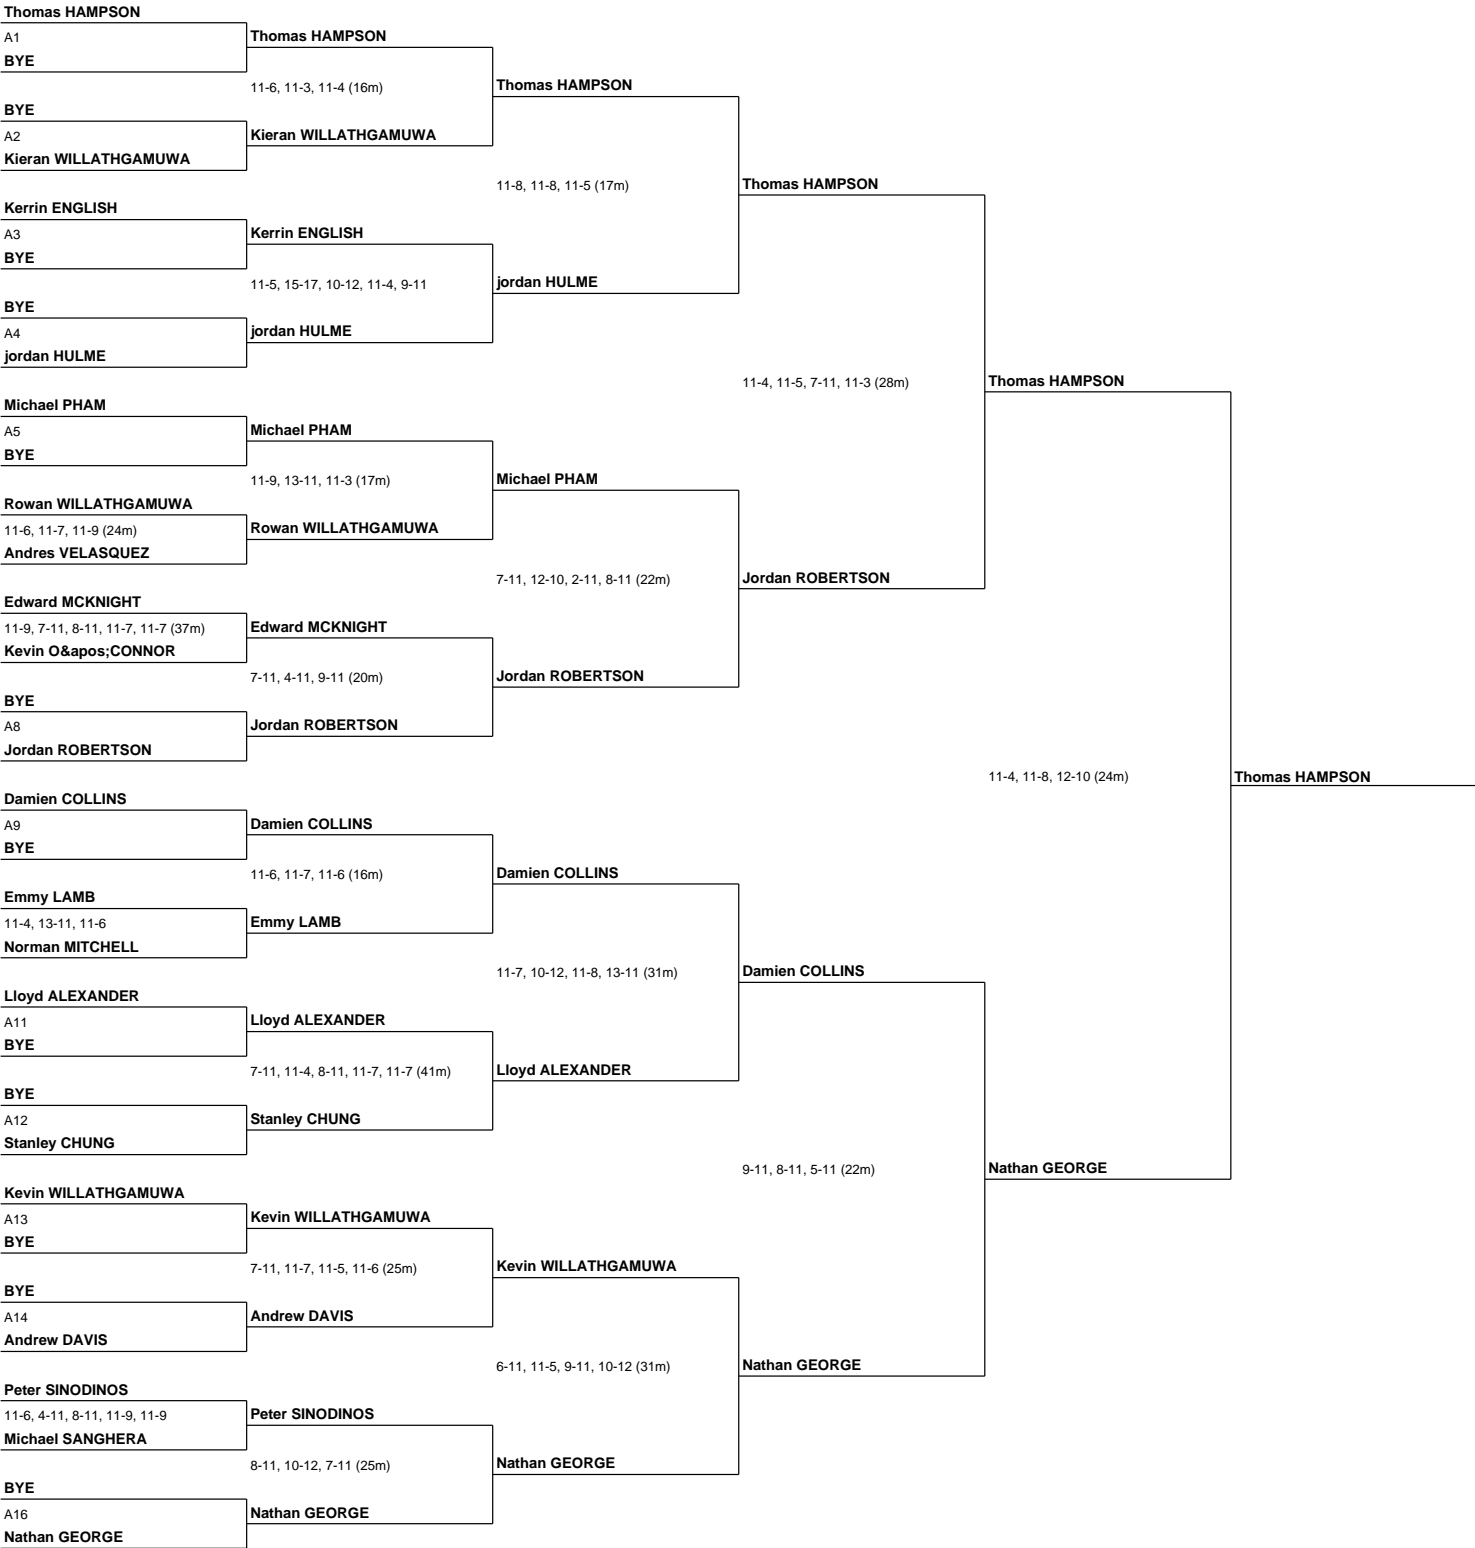 Thomas HAMPSON
A1
BYE
Thomas HAMPSON
11-6, 11-3, 11-4 (16m)
Thomas HAMPSON
BYE
A2
Kieran WILLATHGAMUWA
Kieran WILLATHGAMUWA
11-8, 11-8, 11-5 (17m)
Thomas HAMPSON
Kerrin ENGLISH
A3
BYE
Kerrin ENGLISH
11-5, 15-17, 10-12, 11-4, 9-11
jordan HULME
BYE
A4
jordan HULME
jordan HULME
11-4, 11-5, 7-11, 11-3 (28m)
Thomas HAMPSON
Michael PHAM
A5
BYE
Michael PHAM
11-9, 13-11, 11-3 (17m)
Michael PHAM
Rowan WILLATHGAMUWA
11-6, 11-7, 11-9 (24m)
Andres VELASQUEZ
Rowan WILLATHGAMUWA
7-11, 12-10, 2-11, 8-11 (22m)
Jordan ROBERTSON
Edward MCKNIGHT
11-9, 7-11, 8-11, 11-7, 11-7 (37m)
Kevin O&apos;CONNOR
Edward MCKNIGHT
7-11, 4-11, 9-11 (20m)
Jordan ROBERTSON
BYE
A8
Jordan ROBERTSON
Jordan ROBERTSON
11-4, 11-8, 12-10 (24m)
Thomas HAMPSON
Damien COLLINS
A9
BYE
Damien COLLINS
11-6, 11-7, 11-6 (16m)
Damien COLLINS
Emmy LAMB
11-4, 13-11, 11-6
Norman MITCHELL
Emmy LAMB
11-7, 10-12, 11-8, 13-11 (31m)
Damien COLLINS
Lloyd ALEXANDER
A11
BYE
Lloyd ALEXANDER
7-11, 11-4, 8-11, 11-7, 11-7 (41m)
Lloyd ALEXANDER
BYE
A12
Stanley CHUNG
Stanley CHUNG
9-11, 8-11, 5-11 (22m)
Nathan GEORGE
Kevin WILLATHGAMUWA
A13
BYE
Kevin WILLATHGAMUWA
7-11, 11-7, 11-5, 11-6 (25m)
Kevin WILLATHGAMUWA
BYE
A14
Andrew DAVIS
Andrew DAVIS
6-11, 11-5, 9-11, 10-12 (31m)
Nathan GEORGE
Peter SINODINOS
11-6, 4-11, 8-11, 11-9, 11-9
Michael SANGHERA
Peter SINODINOS
8-11, 10-12, 7-11 (25m)
Nathan GEORGE
BYE
A16
Nathan GEORGE
Nathan GEORGE